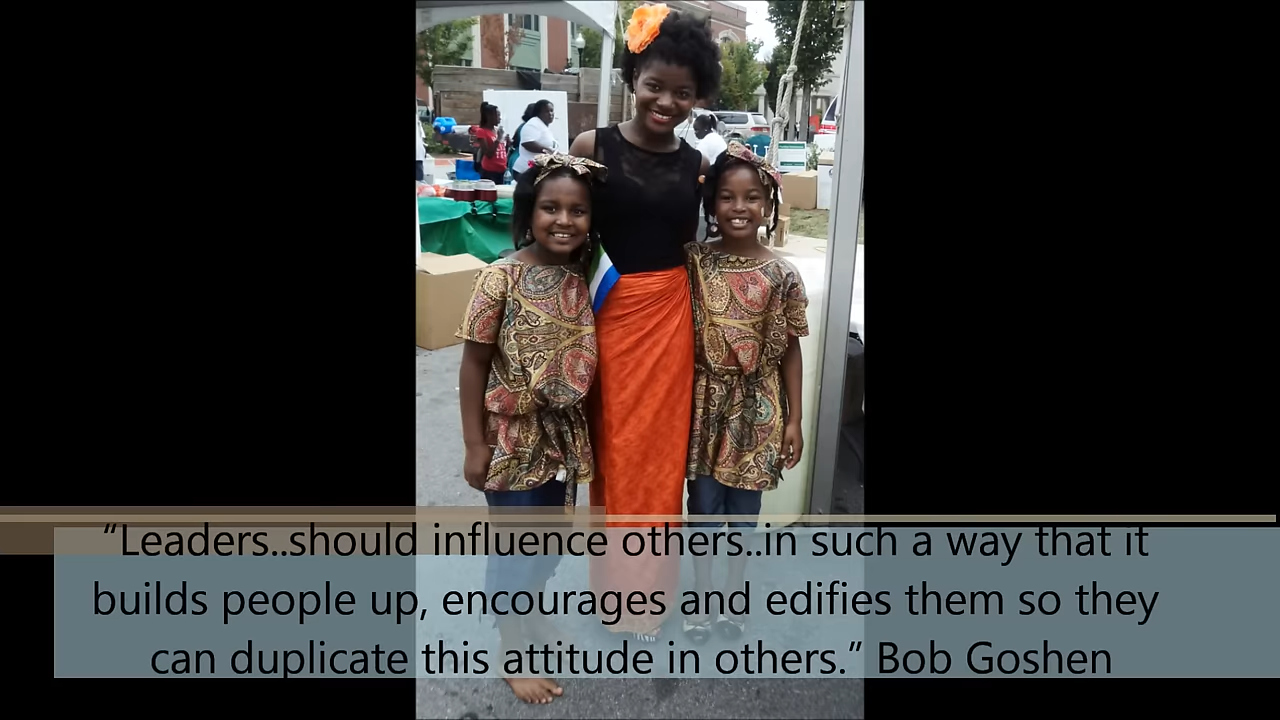 “Leaders..should influence others..in such a way that it
builds people up, encourages and edifies them so they
can duplicate this attitude in others.” Bob Goshen